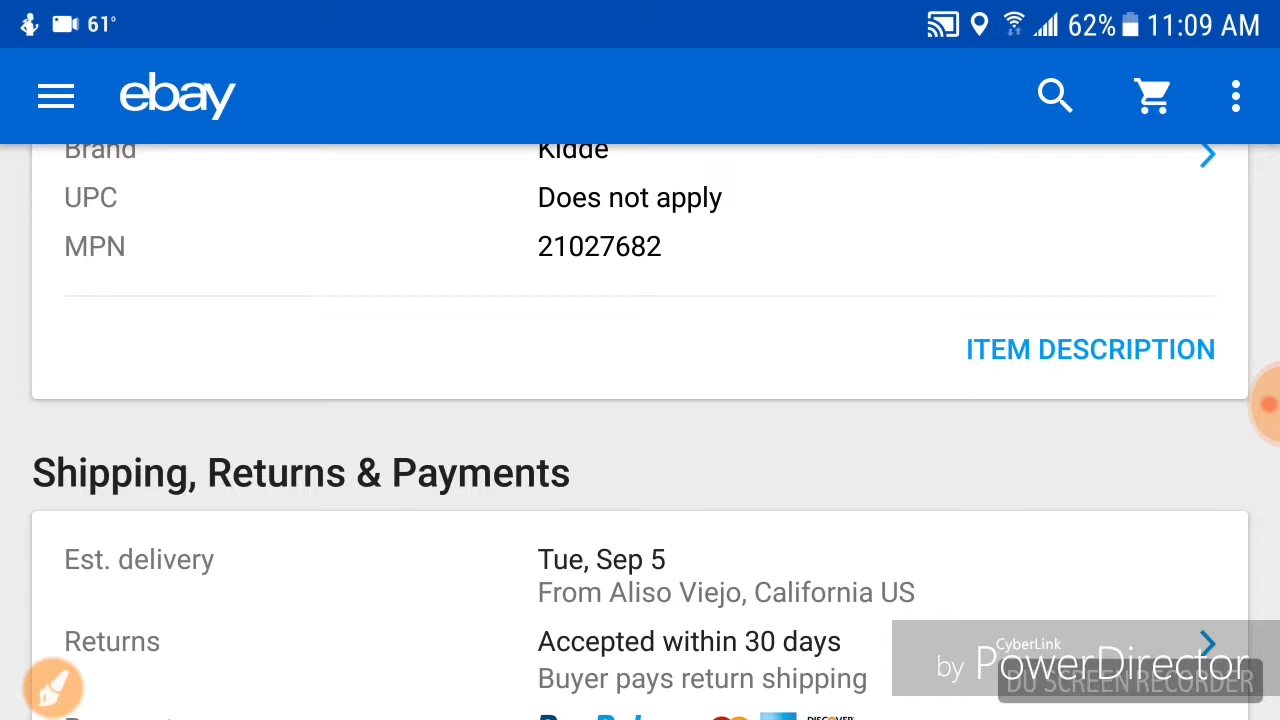 61°
62% 11:09 AM
ebay
Brand Kidde
UPC Does not apply
MPN 21027682
ITEM DESCRIPTION
Shipping, Returns & Payments
Est. delivery Tue, Sep 5
From Aliso Viejo, California US
Returns Accepted within 30 days
Buyer pays return shipping
CyberLink
by PowerDirector
DU SCREEN RECORDER